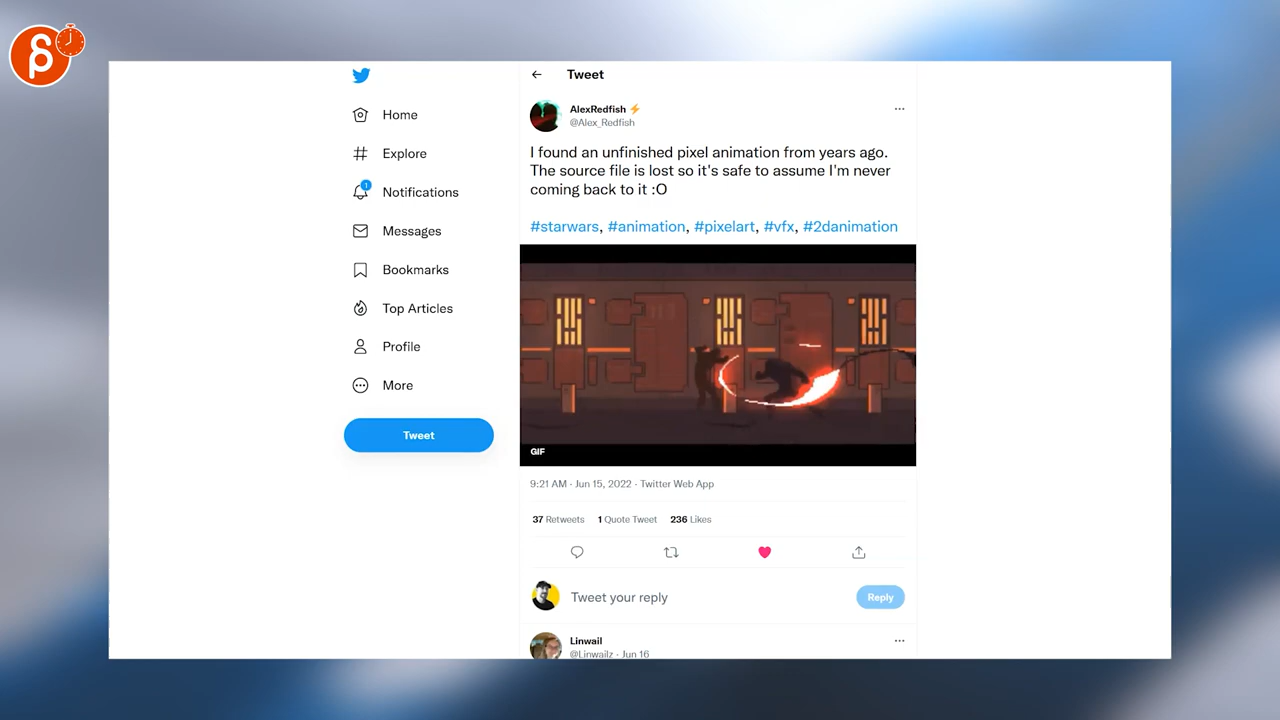 Tweet
AlexRedfish⚡
@Alex_Redfish
Home
Explore
1
Notifications
Messages
Bookmarks
Top Articles
Profile
More
Tweet
I found an unfinished pixel animation from years ago.
The source file is lost so it's safe to assume I'm never
coming back to it :O
#starwars, #animation, #pixelart, #vfx, #2danimation
GIF
9:21 AM · Jun 15, 2022 · Twitter Web App
37 Retweets 1 Quote Tweet 236 Likes
Tweet your reply
Reply
Linwail
@Linwailz · Jun 16